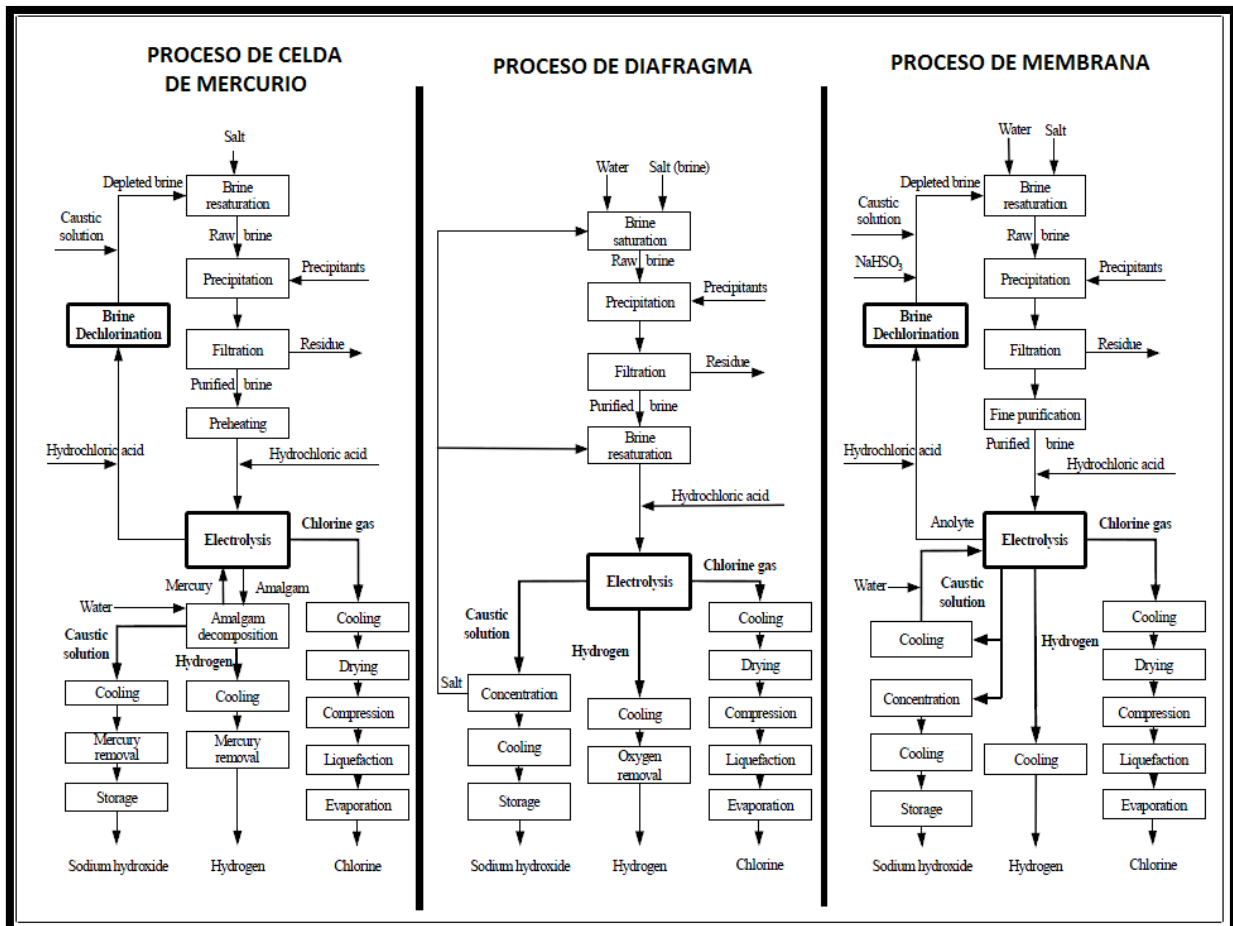 PROCESO DE CELDA
DE MERCURIO
Salt
Depleted brine
Brine
resaturation
Caustic
solution
Raw brine
Precipitation
Precipitants
Brine
Dechlorination
Filtration
Residue
Purified brine
Preheating
Hydrochloric acid
Hydrochloric acid
Electrolysis
Chlorine gas
Mercury
Amalgam
Water
Amalgam
decomposition
Caustic
solution
Hydrogen
Cooling
Mercury
removal
Storage
Sodium hydroxide
Cooling
Mercury
removal
Hydrogen
Cooling
Drying
Compression
Liquefaction
Evaporation
Chlorine
PROCESO DE DIAFRAGMA
Water
Salt (brine)
Brine
saturation
Raw brine
Precipitation
Precipitants
Filtration
Residue
Purified brine
Brine
resaturation
Hydrochloric acid
Electrolysis
Chlorine gas
Caustic
solution
Hydrogen
Salt
Concentration
Cooling
Storage
Sodium hydroxide
Cooling
Oxygen
removal
Hydrogen
Cooling
Drying
Compression
Liquefaction
Evaporation
Chlorine
PROCESO DE MEMBRANA
Water
Salt
Depleted brine
Brine
resaturation
Caustic
solution
Raw brine
NaHSO₃
Precipitation
Precipitants
Brine
Dechlorination
Filtration
Residue
Fine purification
Purified brine
Hydrochloric acid
Hydrochloric acid
Anolyte
Electrolysis
Chlorine gas
Water
Caustic
solution
Hydrogen
Cooling
Concentration
Cooling
Storage
Sodium hydroxide
Cooling
Hydrogen
Cooling
Drying
Compression
Liquefaction
Evaporation
Chlorine